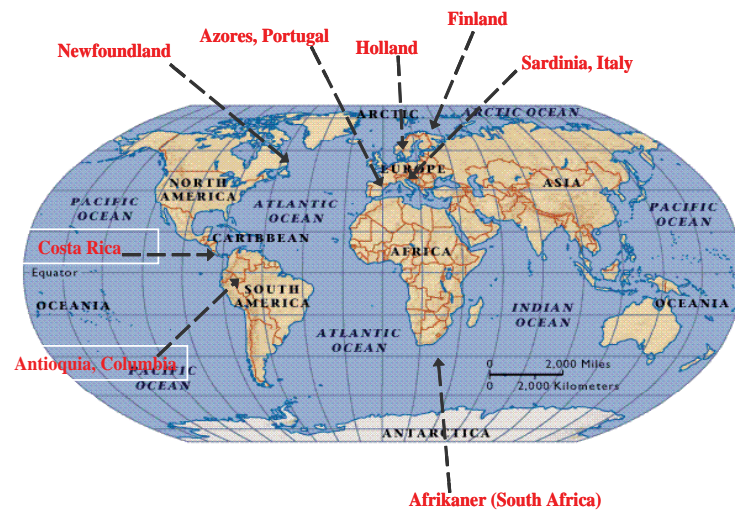 Finland
Azores, Portugal
Holland
Newfoundland
Sardinia, Italy
ARCTIC
ARCTIC OCEAN
EUROPE
NORTH
AMERICA
ASIA
ATLANTIC
OCEAN
PACIFIC
OCEAN
PACIFIC
OCEAN
CARIBBEAN
Costa Rica
AFRICA
Equator
SOUTH
AMERICA
OCEANIA
INDIAN
OCEAN
OCEANIA
ATLANTIC
OCEAN
Antioquia, Columbia
PACIFIC
OCEAN
0 2,000 Miles
0 2,000 Kilometers
ANTARCTICA
Afrikaner (South Africa)